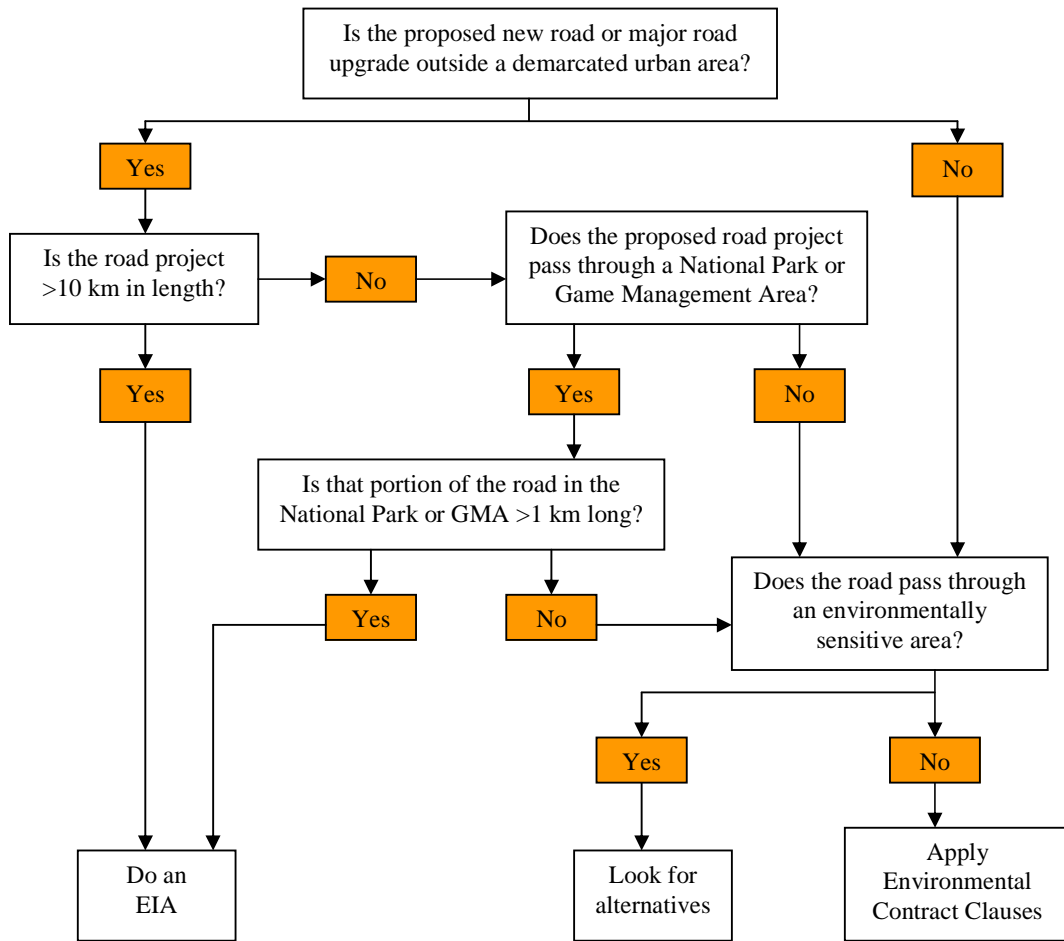 Is the proposed new road or major road
upgrade outside a demarcated urban area?
Yes
No
Is the road project
>10 km in length?
No
Does the proposed road project
pass through a National Park or
Game Management Area?
Yes
Yes
No
Is that portion of the road in the
National Park or GMA >1 km long?
Yes
No
Does the road pass through
an environmentally
sensitive area?
Yes
No
Do an
EIA
Look for
alternatives
Apply
Environmental
Contract Clauses